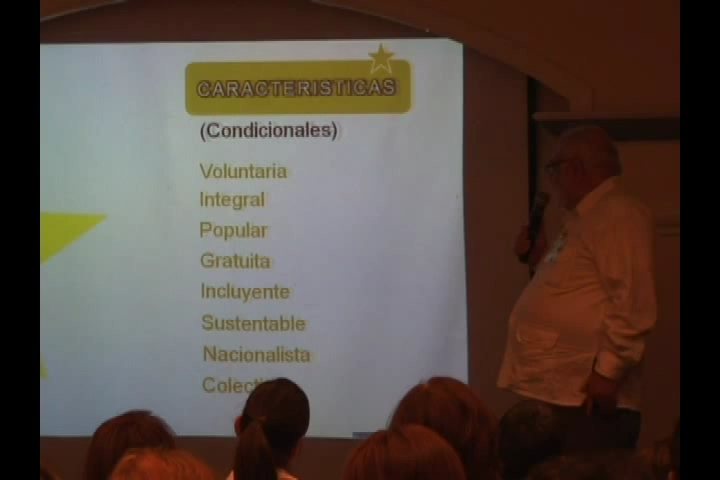 CARACTERISTICAS
(Condicionales)
Voluntaria
Integral
Popular
Gratuita
Incluyente
Sustentable
Nacionalista